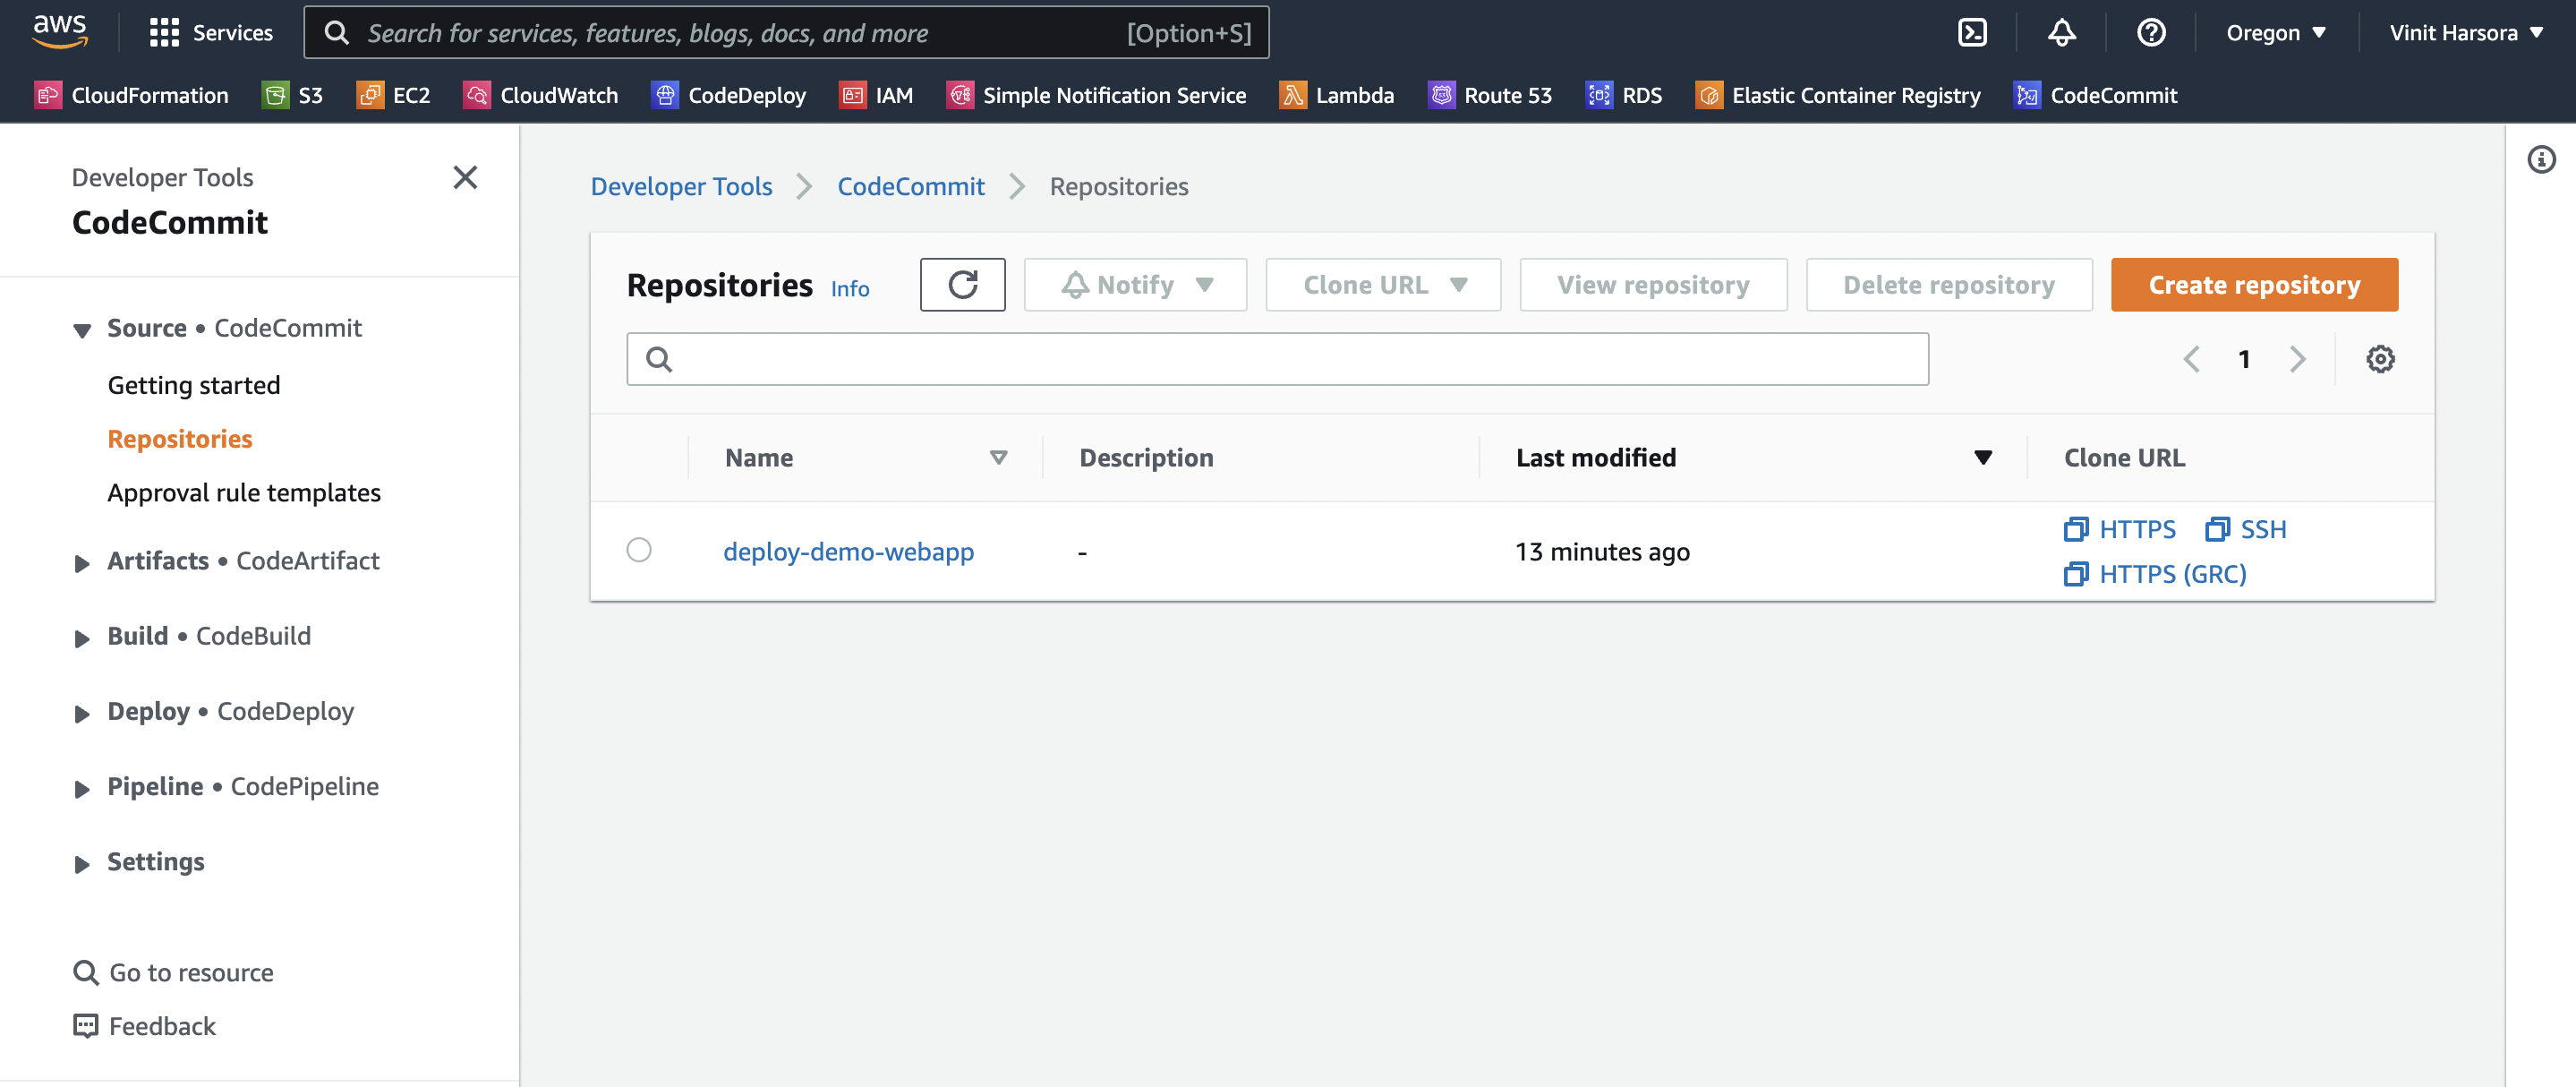 aws Services Search for services, features, blogs, docs, and more [Option+S] Oregon Vinit Harsora
CloudFormation S3 EC2 CloudWatch CodeDeploy IAM Simple Notification Service Lambda Route 53 RDS Elastic Container Registry CodeCommit
Developer Tools
CodeCommit
Source • CodeCommit
Getting started
Repositories
Approval rule templates
Artifacts • CodeArtifact
Build • CodeBuild
Deploy • CodeDeploy
Pipeline • CodePipeline
Settings
Go to resource
Feedback
Developer Tools CodeCommit Repositories
Repositories Info Notify Clone URL View repository Delete repository Create repository
1
Name Description Last modified Clone URL
deploy-demo-webapp - 13 minutes ago HTTPS SSH
HTTPS (GRC)